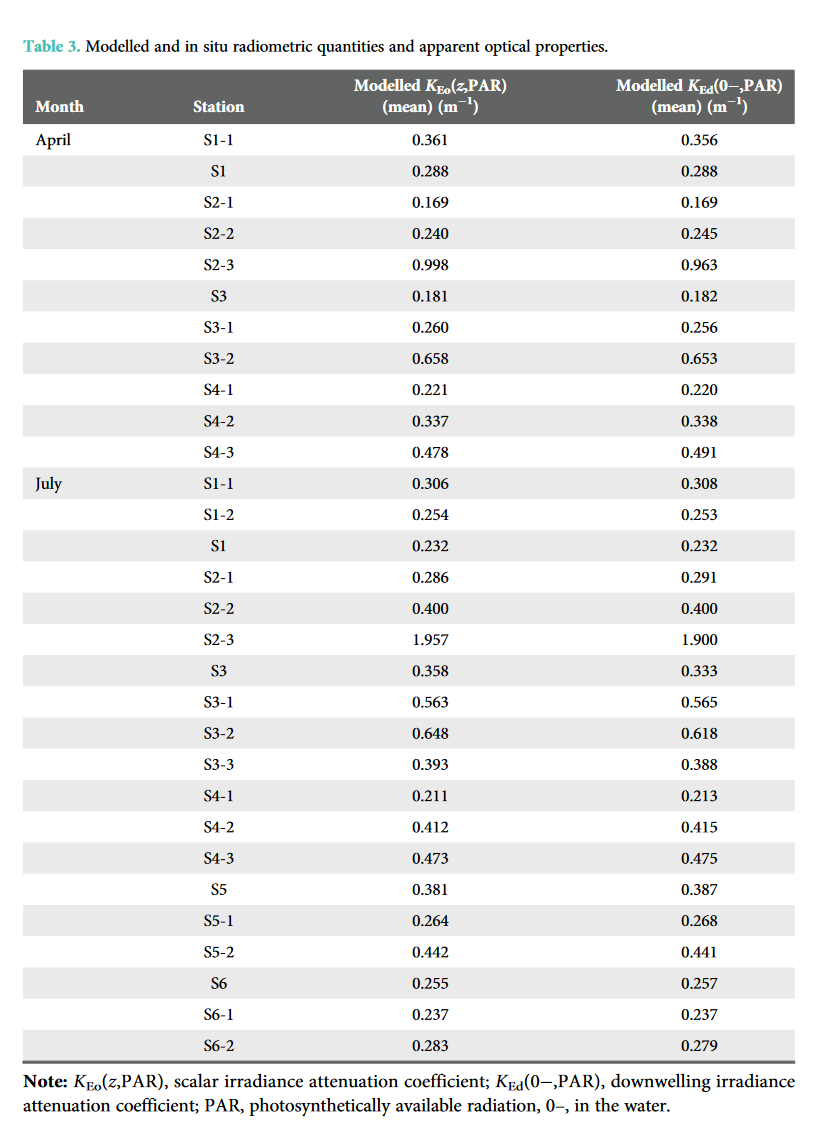 Table 3. Modelled and in situ radiometric quantities and apparent optical properties.
Month Station Modelled KEo(z,PAR) (mean) (m−1) Modelled KEd(0−,PAR) (mean) (m−1)
April S1-1 0.361 0.356
S1 0.288 0.288
S2-1 0.169 0.169
S2-2 0.240 0.245
S2-3 0.998 0.963
S3 0.181 0.182
S3-1 0.260 0.256
S3-2 0.658 0.653
S4-1 0.221 0.220
S4-2 0.337 0.338
S4-3 0.478 0.491
July S1-1 0.306 0.308
S1-2 0.254 0.253
S1 0.232 0.232
S2-1 0.286 0.291
S2-2 0.400 0.400
S2-3 1.957 1.900
S3 0.358 0.333
S3-1 0.563 0.565
S3-2 0.648 0.618
S3-3 0.393 0.388
S4-1 0.211 0.213
S4-2 0.412 0.415
S4-3 0.473 0.475
S5 0.381 0.387
S5-1 0.264 0.268
S5-2 0.442 0.441
S6 0.255 0.257
S6-1 0.237 0.237
S6-2 0.283 0.279
Note: KEo(z,PAR), scalar irradiance attenuation coefficient; KEd(0−,PAR), downwelling irradiance
attenuation coefficient; PAR, photosynthetically available radiation, 0–, in the water.